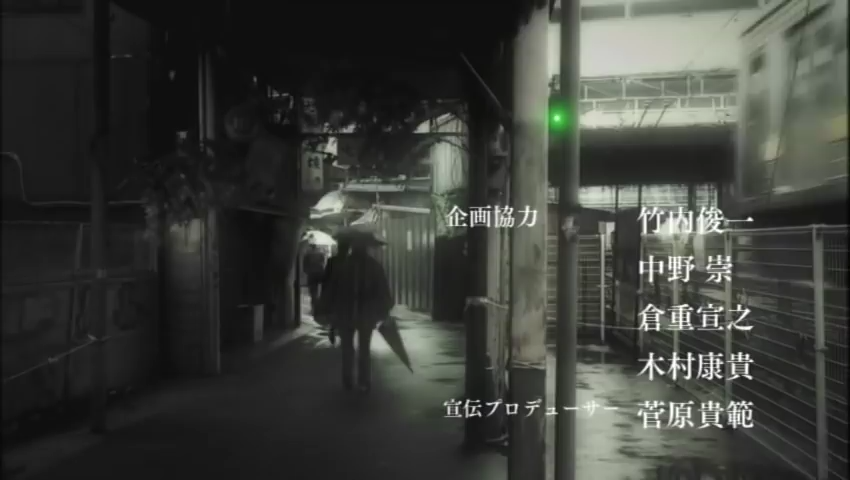 企画協力 竹内俊一
中野 崇
倉重宣之
木村康貴
宣伝プロデューサー 菅原貴範